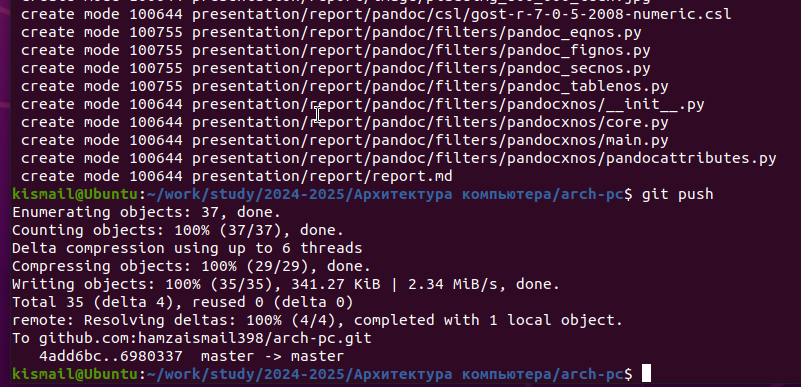 create mode 100644 presentation/report/pandoc/csl/gost-r-7-0-5-2008-numeric.csl
create mode 100755 presentation/report/pandoc/filters/pandoc_eqnos.py
create mode 100755 presentation/report/pandoc/filters/pandoc_fignos.py
create mode 100755 presentation/report/pandoc/filters/pandoc_secnos.py
create mode 100755 presentation/report/pandoc/filters/pandoc_tablenos.py
create mode 100644 presentation/report/pandoc/filters/pandocxnos/__init__.py
create mode 100644 presentation/report/pandoc/filters/pandocxnos/core.py
create mode 100644 presentation/report/pandoc/filters/pandocxnos/main.py
create mode 100644 presentation/report/pandoc/filters/pandocxnos/pandocattributes.py
create mode 100644 presentation/report/report.md
kismail@Ubuntu:~/work/study/2024-2025/Архитектура компьютера/arch-pc$ git push
Enumerating objects: 37, done.
Counting objects: 100% (37/37), done.
Delta compression using up to 6 threads
Compressing objects: 100% (29/29), done.
Writing objects: 100% (35/35), 341.27 KiB | 2.34 MiB/s, done.
Total 35 (delta 4), reused 0 (delta 0)
remote: Resolving deltas: 100% (4/4), completed with 1 local object.
To github.com:hamzaismail398/arch-pc.git
4add6bc..6980337 master -> master
kismail@Ubuntu:~/work/study/2024-2025/Архитектура компьютера/arch-pc$